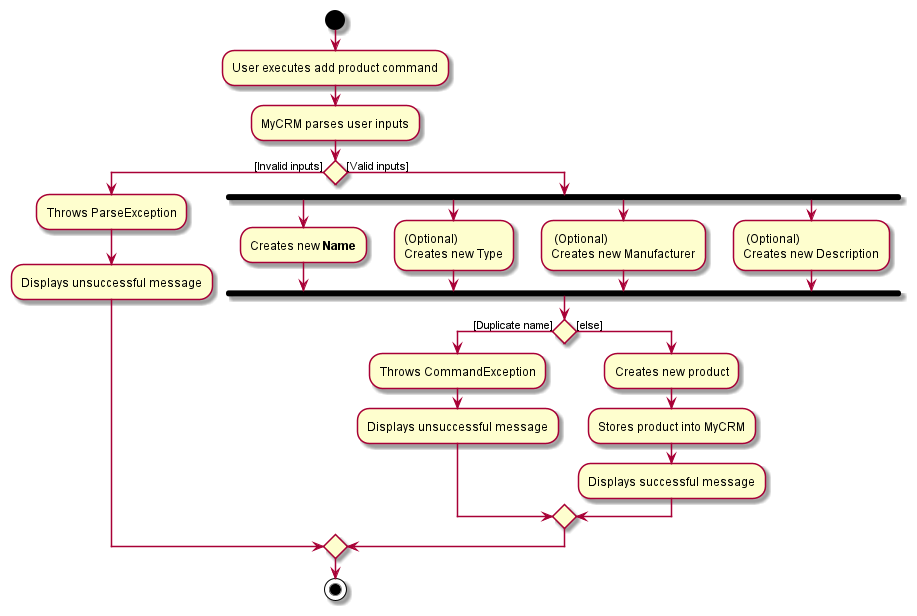 User executes add product command
MyCRM parses user inputs
[Invalid inputs]
[Valid inputs]
Throws ParseException
Displays unsuccessful message
Creates new Name
(Optional)
Creates new Type
(Optional)
Creates new Manufacturer
(Optional)
Creates new Description
[Duplicate name]
[else]
Throws CommandException
Displays unsuccessful message
Creates new product
Stores product into MyCRM
Displays successful message